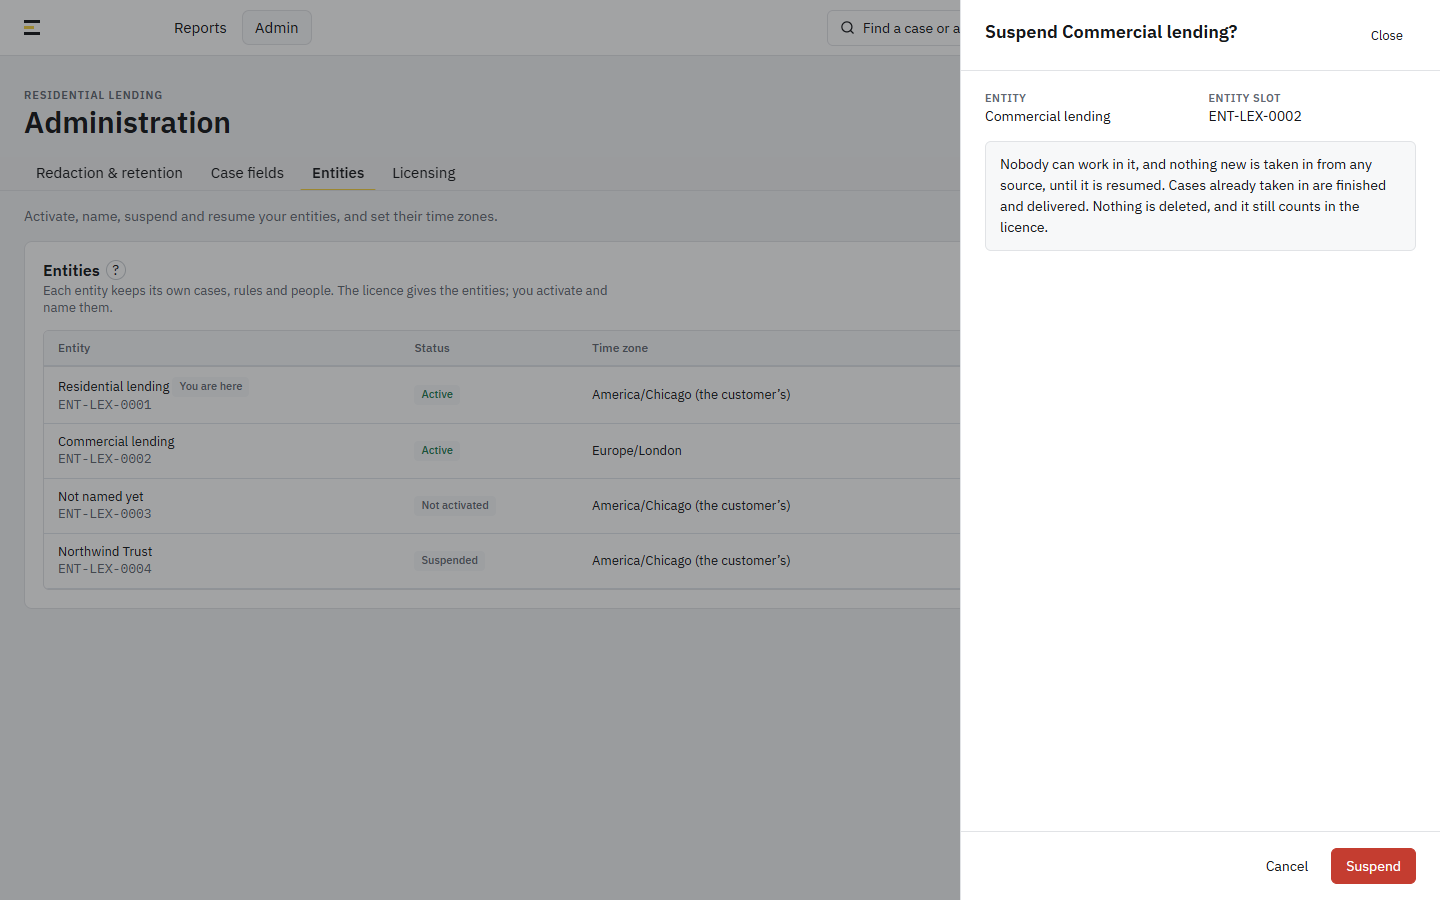 Reports
Admin
Find a case or a
RESIDENTIAL LENDING
Administration
Redaction & retention
Case fields
Entities
Licensing
Activate, name, suspend and resume your entities, and set their time zones.
Entities ?
Each entity keeps its own cases, rules and people. The licence gives the entities; you activate and
name them.
Entity Status Time zone
Residential lending You are here
ENT-LEX-0001
Active
America/Chicago (the customer’s)
Commercial lending
ENT-LEX-0002
Active
Europe/London
Not named yet
ENT-LEX-0003
Not activated
America/Chicago (the customer’s)
Northwind Trust
ENT-LEX-0004
Suspended
America/Chicago (the customer’s)
Suspend Commercial lending?
Close
ENTITY
Commercial lending
ENTITY SLOT
ENT-LEX-0002
Nobody can work in it, and nothing new is taken in from any
source, until it is resumed. Cases already taken in are finished
and delivered. Nothing is deleted, and it still counts in the
licence.
Cancel
Suspend